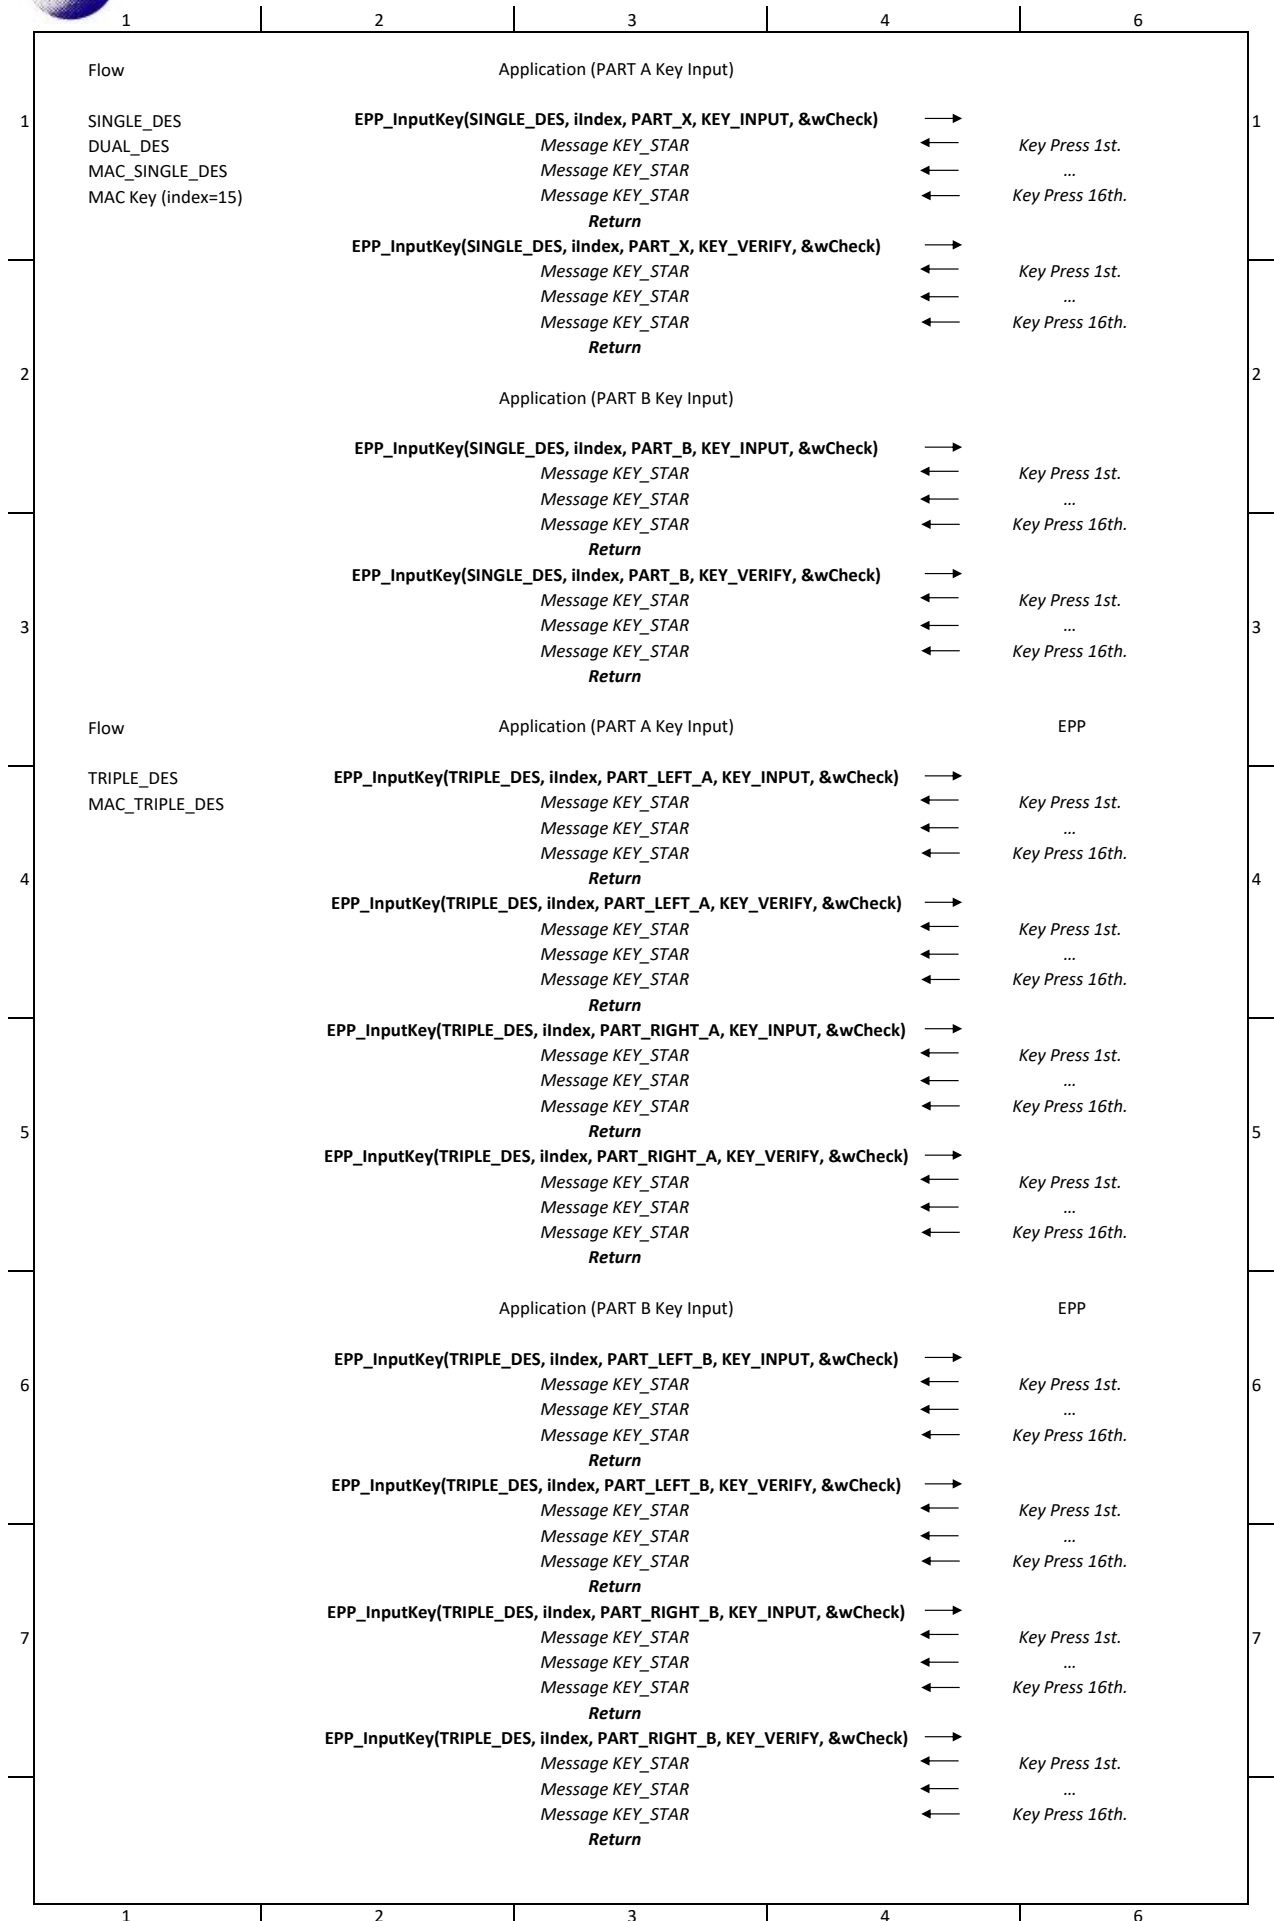 1 2 3 4 6
Flow Application (PART A Key Input)
1 SINGLE_DES EPP_InputKey(SINGLE_DES, iIndex, PART_X, KEY_INPUT, &wCheck) 1
DUAL_DES Message KEY_STAR Key Press 1st.
MAC_SINGLE_DES Message KEY_STAR ...
MAC Key (index=15) Message KEY_STAR Key Press 16th.
Return
EPP_InputKey(SINGLE_DES, iIndex, PART_X, KEY_VERIFY, &wCheck)
Message KEY_STAR Key Press 1st.
Message KEY_STAR ...
Message KEY_STAR Key Press 16th.
Return
2 2
Application (PART B Key Input)
EPP_InputKey(SINGLE_DES, iIndex, PART_B, KEY_INPUT, &wCheck)
Message KEY_STAR Key Press 1st.
Message KEY_STAR ...
Message KEY_STAR Key Press 16th.
Return
EPP_InputKey(SINGLE_DES, iIndex, PART_B, KEY_VERIFY, &wCheck)
Message KEY_STAR Key Press 1st.
3 Message KEY_STAR ... 3
Message KEY_STAR Key Press 16th.
Return
Flow Application (PART A Key Input) EPP
TRIPLE_DES EPP_InputKey(TRIPLE_DES, iIndex, PART_LEFT_A, KEY_INPUT, &wCheck)
MAC_TRIPLE_DES Message KEY_STAR Key Press 1st.
Message KEY_STAR ...
Message KEY_STAR Key Press 16th.
4 Return 4
EPP_InputKey(TRIPLE_DES, iIndex, PART_LEFT_A, KEY_VERIFY, &wCheck)
Message KEY_STAR Key Press 1st.
Message KEY_STAR ...
Message KEY_STAR Key Press 16th.
Return
EPP_InputKey(TRIPLE_DES, iIndex, PART_RIGHT_A, KEY_INPUT, &wCheck)
Message KEY_STAR Key Press 1st.
Message KEY_STAR ...
Message KEY_STAR Key Press 16th.
5 Return 5
EPP_InputKey(TRIPLE_DES, iIndex, PART_RIGHT_A, KEY_VERIFY, &wCheck)
Message KEY_STAR Key Press 1st.
Message KEY_STAR ...
Message KEY_STAR Key Press 16th.
Return
Application (PART B Key Input) EPP
EPP_InputKey(TRIPLE_DES, iIndex, PART_LEFT_B, KEY_INPUT, &wCheck)
6 Message KEY_STAR Key Press 1st. 6
Message KEY_STAR ...
Message KEY_STAR Key Press 16th.
Return
EPP_InputKey(TRIPLE_DES, iIndex, PART_LEFT_B, KEY_VERIFY, &wCheck)
Message KEY_STAR Key Press 1st.
Message KEY_STAR ...
Message KEY_STAR Key Press 16th.
Return
EPP_InputKey(TRIPLE_DES, iIndex, PART_RIGHT_B, KEY_INPUT, &wCheck)
7 Message KEY_STAR Key Press 1st. 7
Message KEY_STAR ...
Message KEY_STAR Key Press 16th.
Return
EPP_InputKey(TRIPLE_DES, iIndex, PART_RIGHT_B, KEY_VERIFY, &wCheck)
Message KEY_STAR Key Press 1st.
Message KEY_STAR ...
Message KEY_STAR Key Press 16th.
Return
1 2 3 4 6